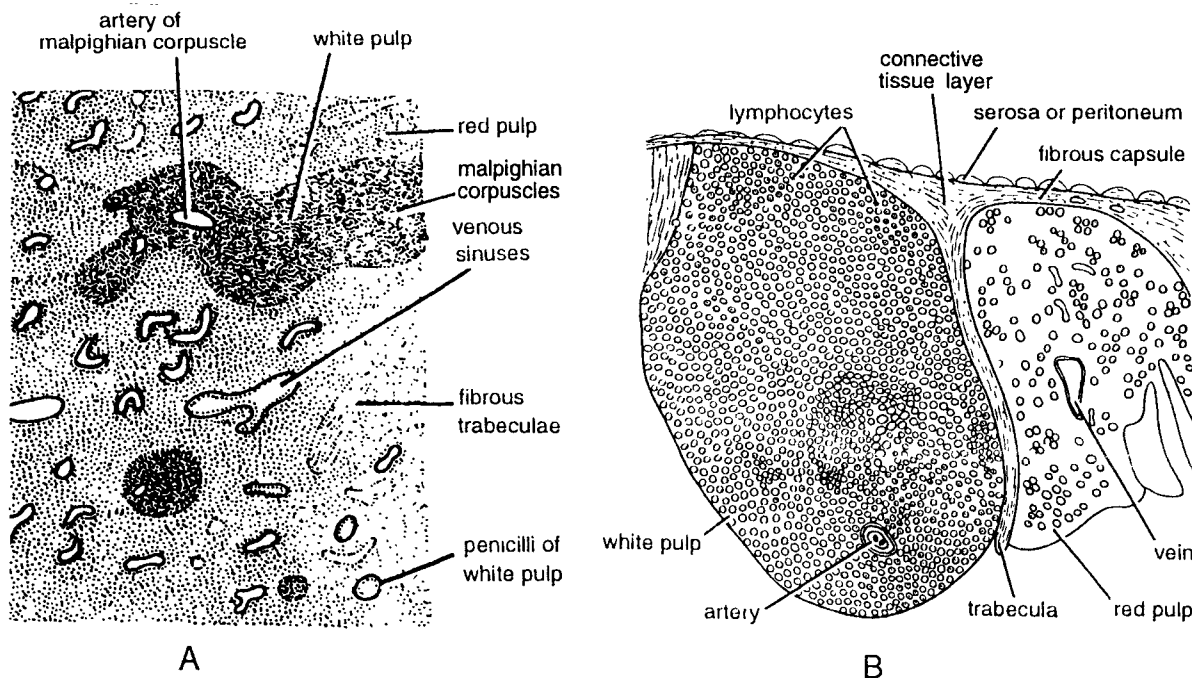 artery of
malpighian corpuscle
white pulp
red pulp
malpighian
corpuscles
venous
sinuses
fibrous
trabeculae
penicilli of
white pulp
A
connective
tissue layer
lymphocytes
serosa or peritoneum
fibrous capsule
white pulp
artery
vein
trabecula
red pulp
B